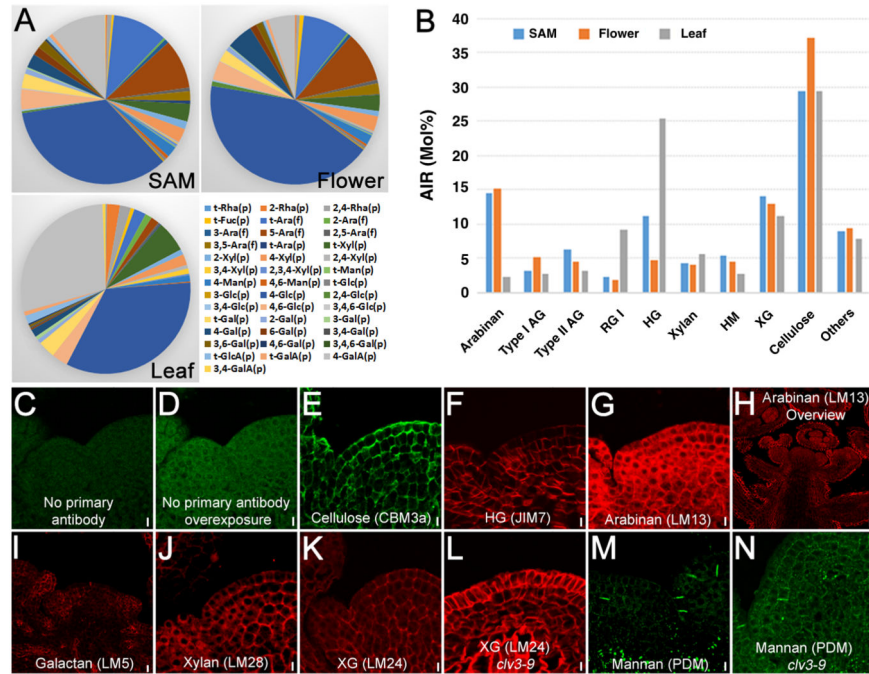 A
SAM
Flower
Leaf
t-Rha(p) 2-Rha(p) 2,4-Rha(p)
t-Fuc(p) t-Ara(f) 2-Ara(f)
3-Ara(f) 5-Ara(f) 2,5-Ara(f)
3,5-Ara(f) t-Ara(p) t-Xyl(p)
2-Xyl(p) 4-Xyl(p) 2,4-Xyl(p)
3,4-Xyl(p) 2,3,4-Xyl(p) t-Man(p)
4-Man(p) 4,6-Man(p) t-Glc(p)
3-Glc(p) 4-Glc(p) 2,4-Glc(p)
3,4-Glc(p) 4,6-Glc(p) 3,4,6-Glc(p)
t-Gal(p) 2-Gal(p) 3-Gal(p)
4-Gal(p) 6-Gal(p) 3,4-Gal(p)
3,6-Gal(p) 4,6-Gal(p) 3,4,6-Gal(p)
t-GlcA(p) t-GalA(p) 4-GalA(p)
3,4-GalA(p)
B
SAM Flower Leaf
AIR (Mol%)
40
35
30
25
20
15
10
5
0
Arabinan
Type I AG
Type II AG
RG I
HG
Xylan
HM
XG
Cellulose
Others
C
No primary
antibody
D
No primary antibody
overexposure
E
Cellulose (CBM3a)
F
HG (JIM7)
G
Arabinan (LM13)
H
Arabinan (LM13)
Overview
I
Galactan (LM5)
J
Xylan (LM28)
K
XG (LM24)
L
XG (LM24)
clv3-9
M
Mannan (PDM)
N
Mannan (PDM)
clv3-9